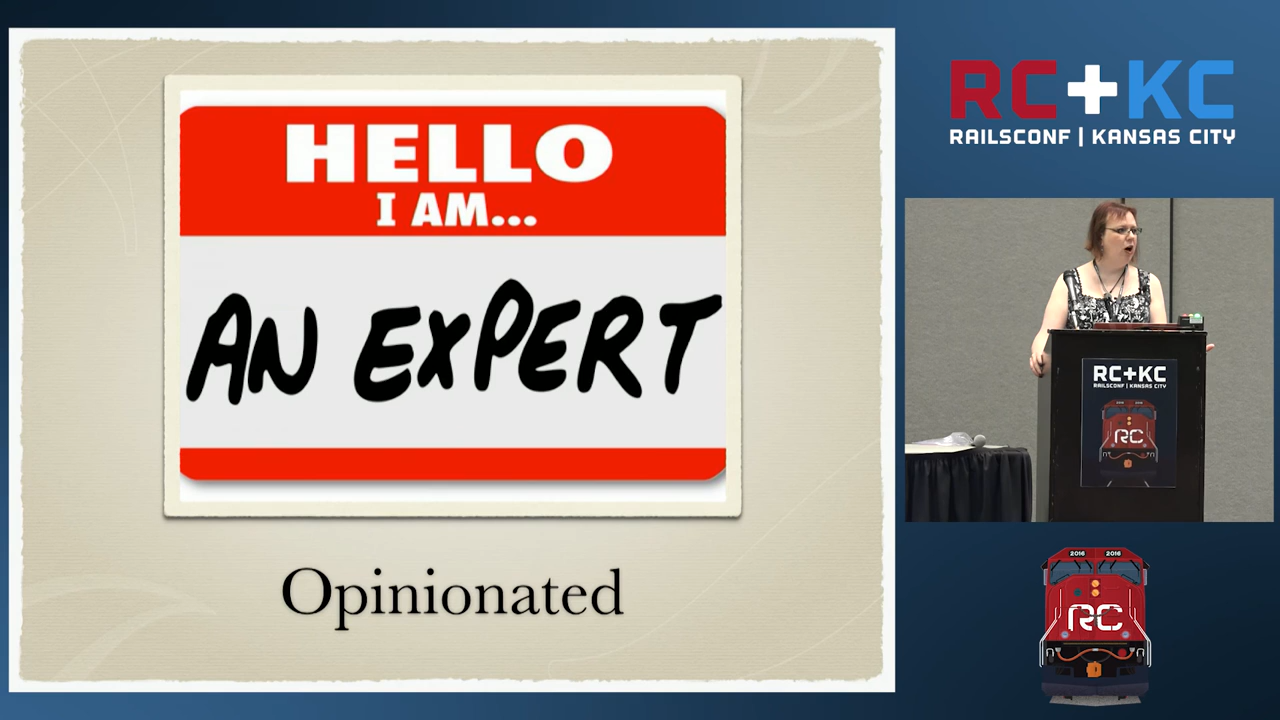 HELLO
I AM...
AN EXPERT
Opinionated
RC+KC
RAILSCONF | KANSAS CITY
RC+KC
RAILSCONF | KANSAS CITY
RC
2016 2016
RC